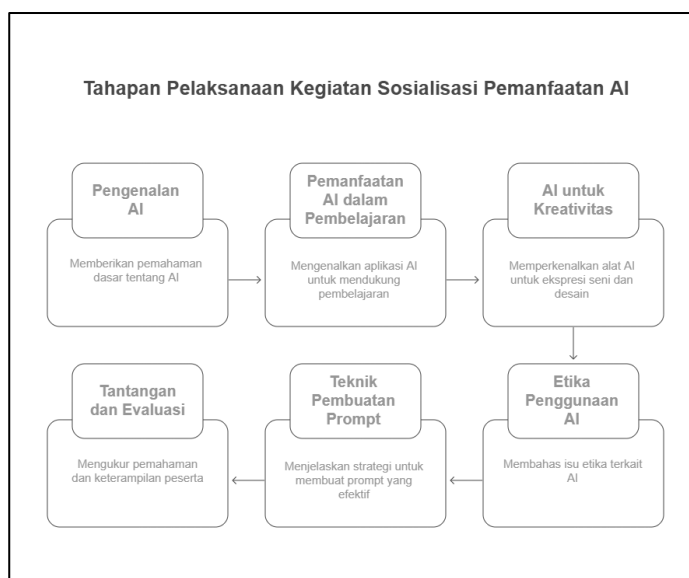 Tahapan Pelaksanaan Kegiatan Sosialisasi Pemanfaatan AI
Pengenalan
AI
Memberikan pemahaman
dasar tentang AI
Pemanfaatan
AI dalam
Pembelajaran
Mengenalkan aplikasi AI
untuk mendukung
pembelajaran
AI untuk
Kreativitas
Memperkenalkan alat AI
untuk ekspresi seni dan
desain
Etika
Penggunaan
AI
Membahas isu etika terkait
AI
Teknik
Pembuatan
Prompt
Menjelaskan strategi untuk
membuat prompt yang
efektif
Tantangan
dan Evaluasi
Mengukur pemahaman
dan keterampilan peserta